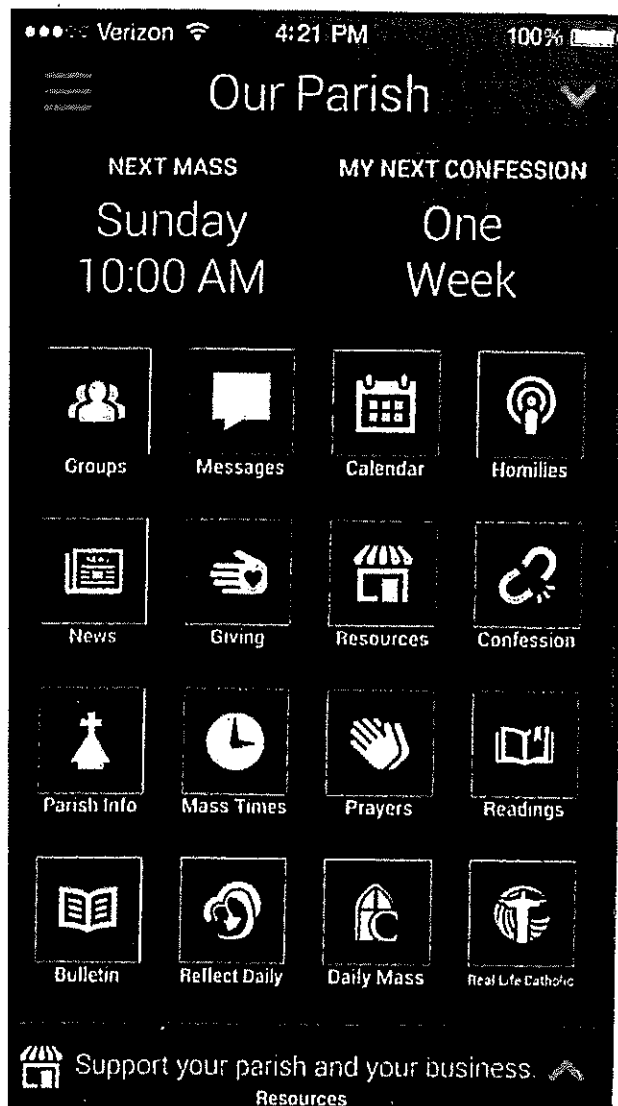 Verizon 4:21 PM 100%
Our Parish
NEXT MASS MY NEXT CONFESSION
Sunday One
10:00 AM Week
Groups Messages Calendar Homilies
News Giving Resources Confession
Parish Info Mass Times Prayers Readings
Bulletin Reflect Daily Daily Mass Real Life Catholic
Support your parish and your business.
Resources